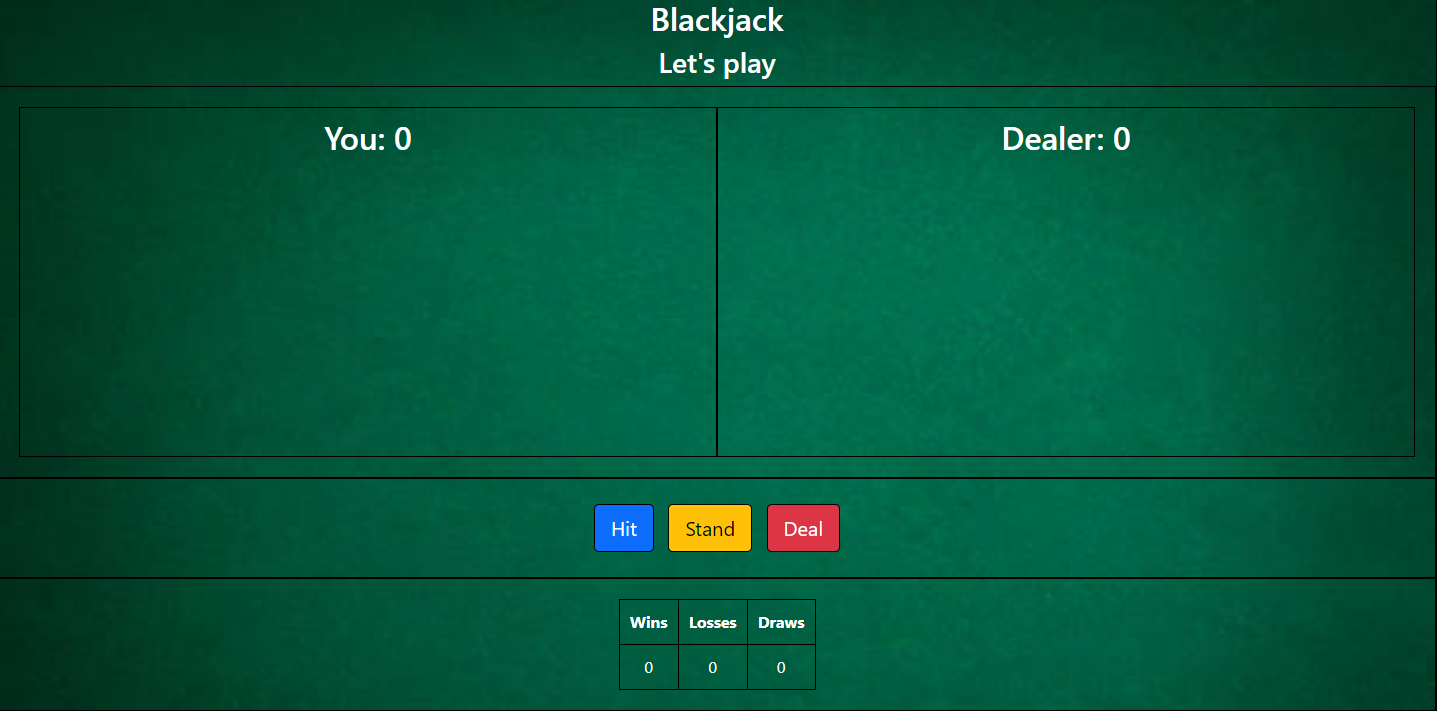 Blackjack
Let's play
You: 0 Dealer: 0
Hit Stand Deal
Wins Losses Draws
0 0 0